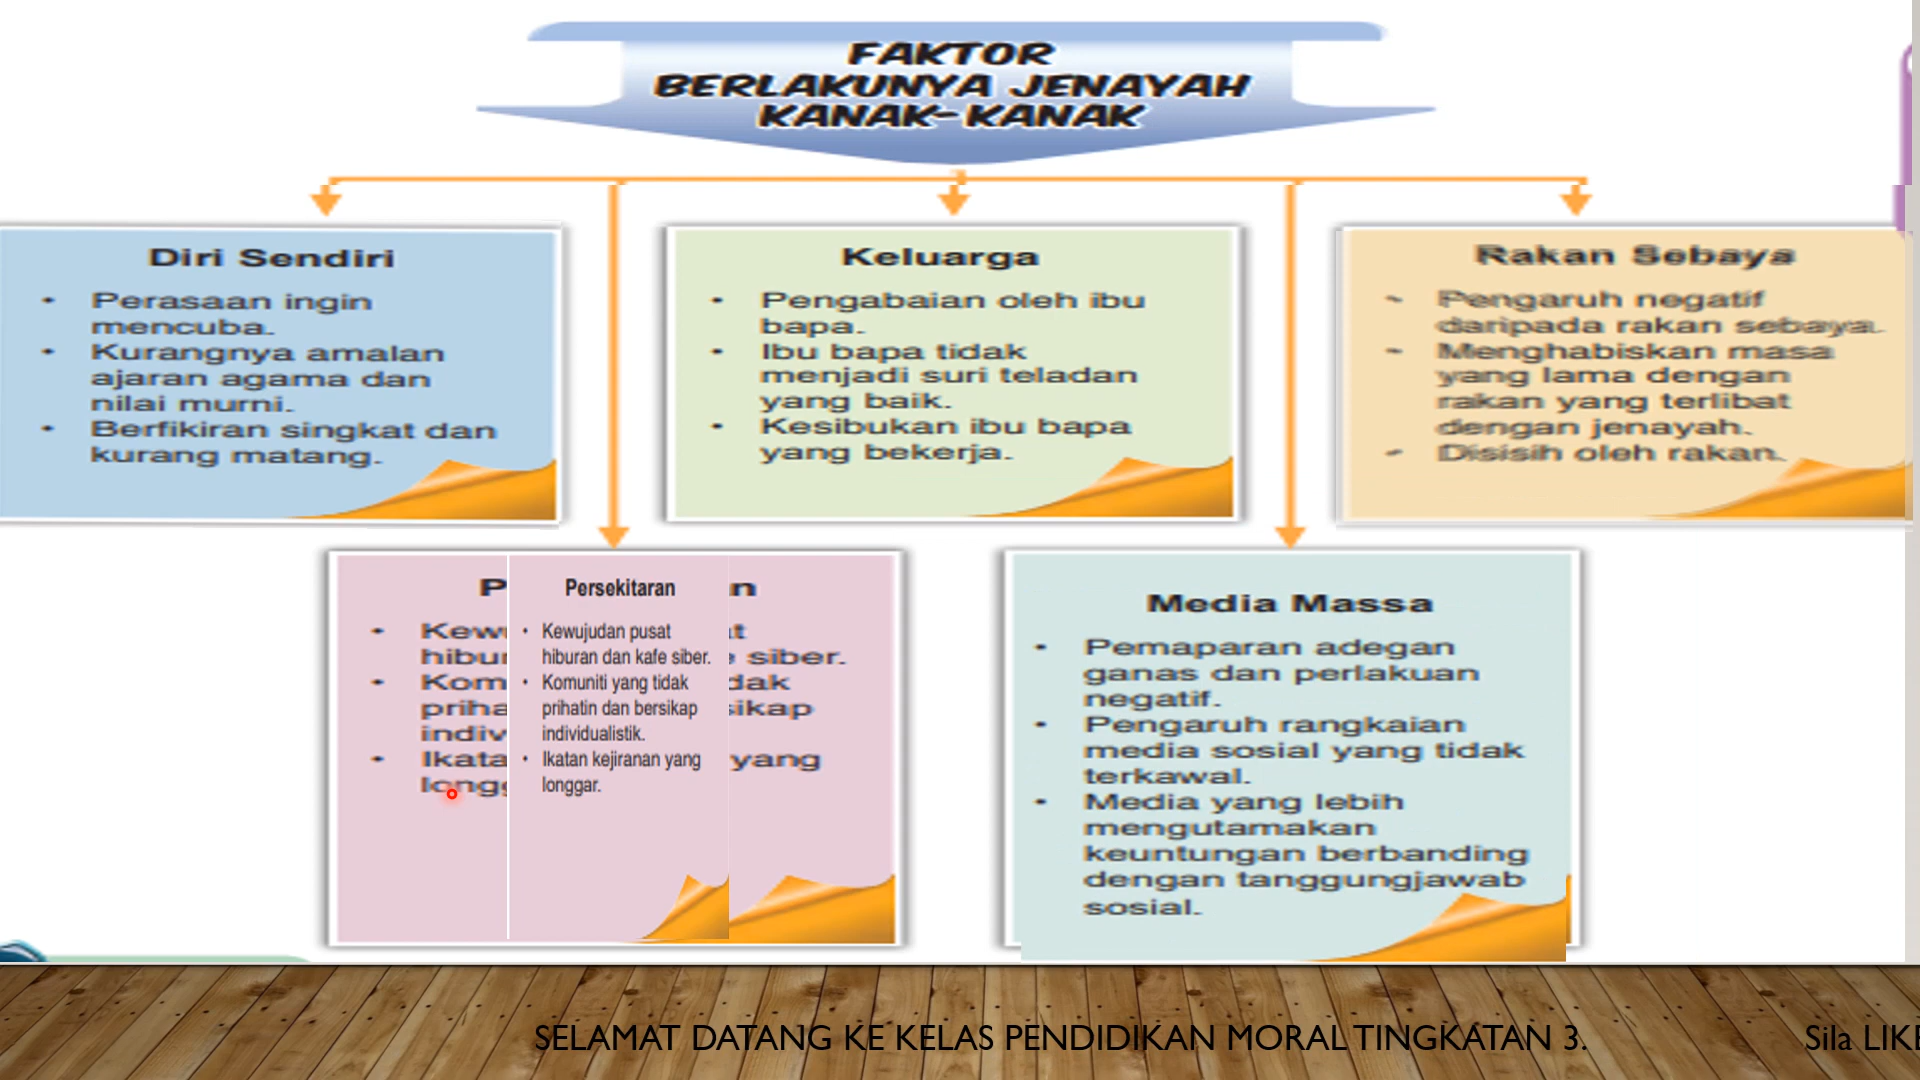 FAKTOR
BERLAKUNYA JENAYAH
KANAK-KANAK
Diri Sendiri
• Perasaan ingin
mencuba.
• Kurangnya amalan
ajaran agama dan
nilai murni.
• Berfikiran singkat dan
kurang matang.
Keluarga
• Pengabaian oleh ibu
bapa.
• Ibu bapa tidak
menjadi suri teladan
yang baik.
• Kesibukan ibu bapa
yang bekerja.
Rakan Sebaya
• Pengaruh negatif
daripada rakan sebaya.
• Menghabiskan masa
yang lama dengan
rakan yang terlibat
dengan jenayah.
• Disisih oleh rakan.
Persekitaran
• Kewujudan pusat
hiburan dan kafe siber.
• Komuniti yang tidak
prihatin dan bersikap
individualistik.
• Ikatan kejiranan yang
longgar.
Media Massa
• Pemaparan adegan
ganas dan perlakuan
negatif.
• Pengaruh rangkaian
media sosial yang tidak
terkawal.
• Media yang lebih
mengutamakan
keuntungan berbanding
dengan tanggungjawab
sosial.
SELAMAT DATANG KE KELAS PENDIDIKAN MORAL TINGKATAN 3.
Sila LIKE